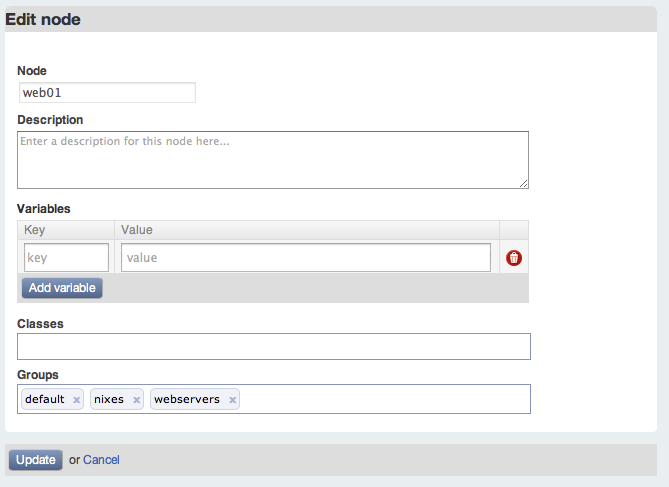 Edit node
Node
web01
Description
Enter a description for this node here...
Variables
Key Value
key value
Add variable
Classes
Groups
default x nixes x webservers x
Update or Cancel